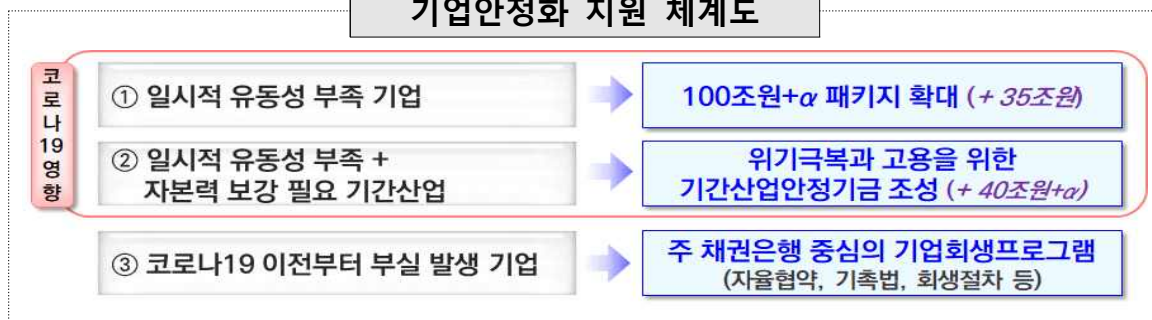 기업안정화 지원 체계도
코로나19 영향
① 일시적 유동성 부족 기업
100조원+α 패키지 확대 (+ 35조원)
② 일시적 유동성 부족 +
자본력 보강 필요 기간산업
위기극복과 고용을 위한
기간산업안정기금 조성 (+ 40조원+α)
③ 코로나19 이전부터 부실 발생 기업
주 채권은행 중심의 기업회생프로그램
(자율협약, 기촉법, 회생절차 등)